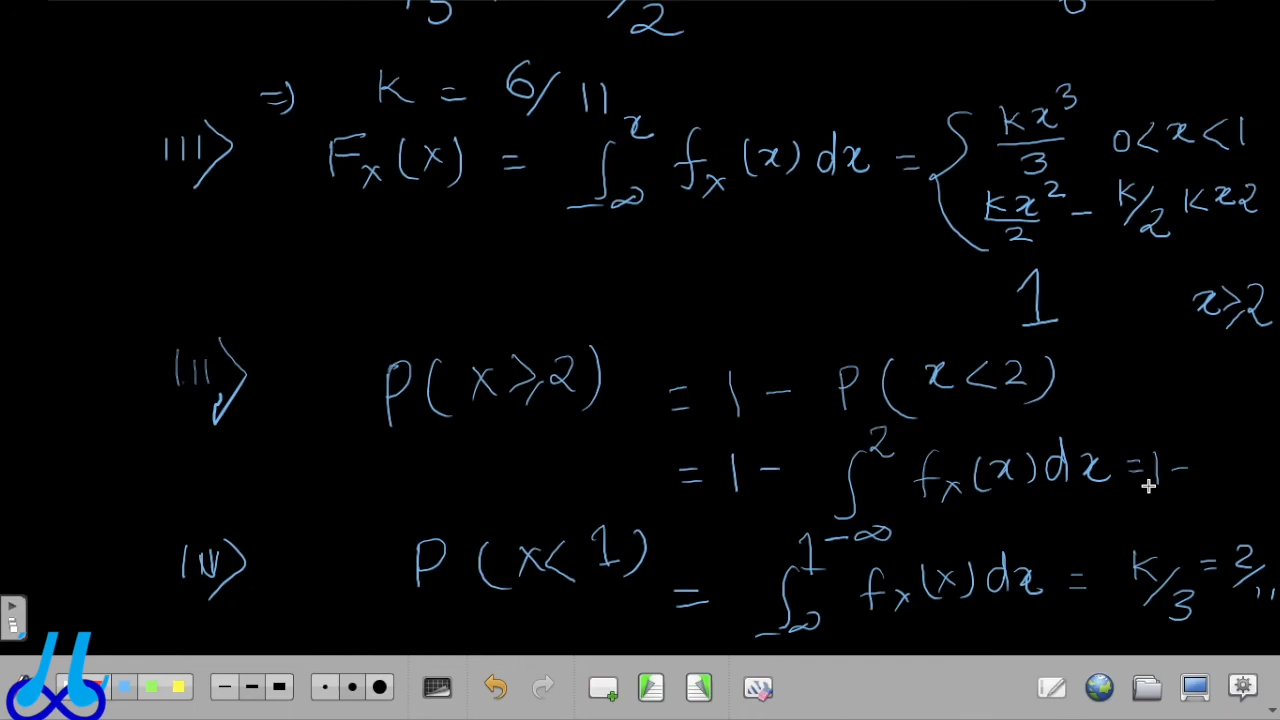 => K = 6/11
III> F_X(x) = ∫_{-∞}^{x} f_X(x) dx = { Kx³/3 0<x<1
Kx²/2 - K/2 1<x<2
1 x≥2
III> P(X≥2) = 1 - P(x<2)
= 1 - ∫_{-∞}^{2} f_X(x) dx = 1 -
IV> P(X<1) = ∫_{-∞}^{1} f_X(x) dx = K/3 = 2/11